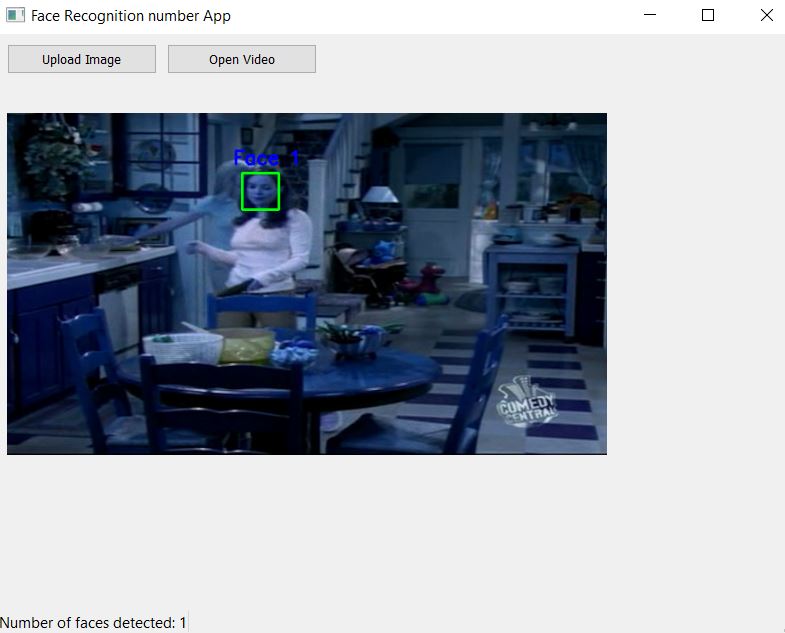 Face Recognition number App
Upload Image
Open Video
Face 1
COMEDY
CENTRAL
Number of faces detected: 1